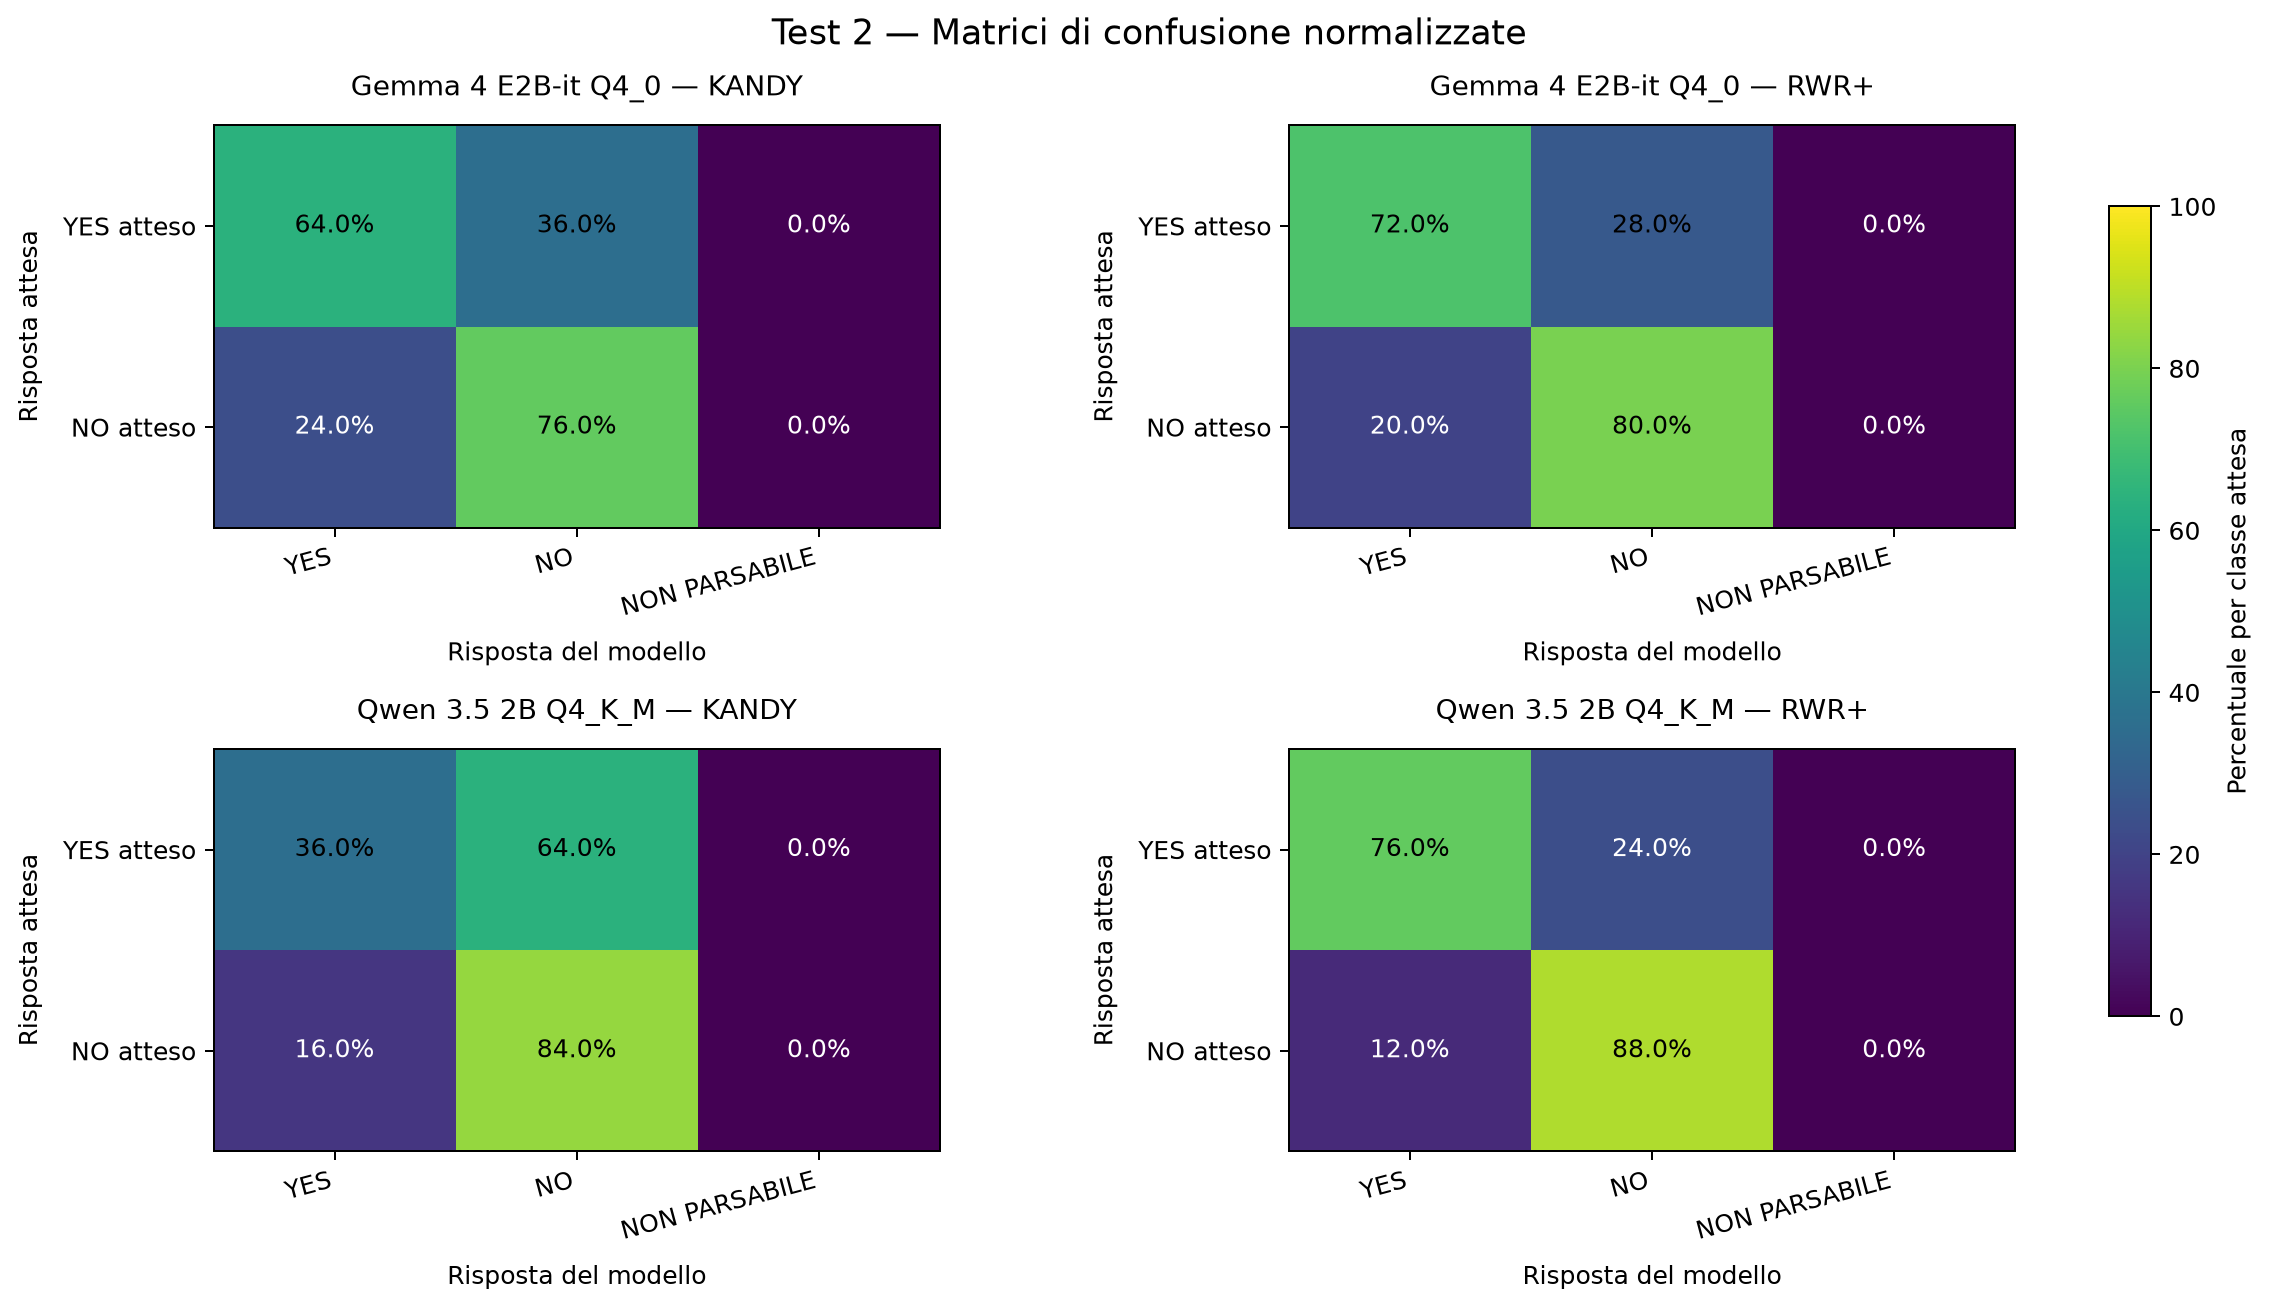 Test 2 — Matrici di confusione normalizzate
Gemma 4 E2B-it Q4_0 — KANDY
Risposta attesa
YES atteso
64.0% 36.0% 0.0%
NO atteso
24.0% 76.0% 0.0%
YES NO NON PARSABILE
Risposta del modello
Gemma 4 E2B-it Q4_0 — RWR+
Risposta attesa
YES atteso
72.0% 28.0% 0.0%
NO atteso
20.0% 80.0% 0.0%
YES NO NON PARSABILE
Risposta del modello
Qwen 3.5 2B Q4_K_M — KANDY
Risposta attesa
YES atteso
36.0% 64.0% 0.0%
NO atteso
16.0% 84.0% 0.0%
YES NO NON PARSABILE
Risposta del modello
Qwen 3.5 2B Q4_K_M — RWR+
Risposta attesa
YES atteso
76.0% 24.0% 0.0%
NO atteso
12.0% 88.0% 0.0%
YES NO NON PARSABILE
Risposta del modello
100
80
60
40
20
0
Percentuale per classe attesa